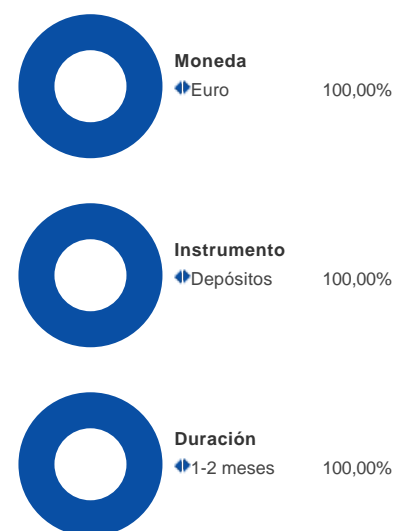 Moneda
Euro 100,00%
Instrumento
Depósitos 100,00%
Duración
1-2 meses 100,00%